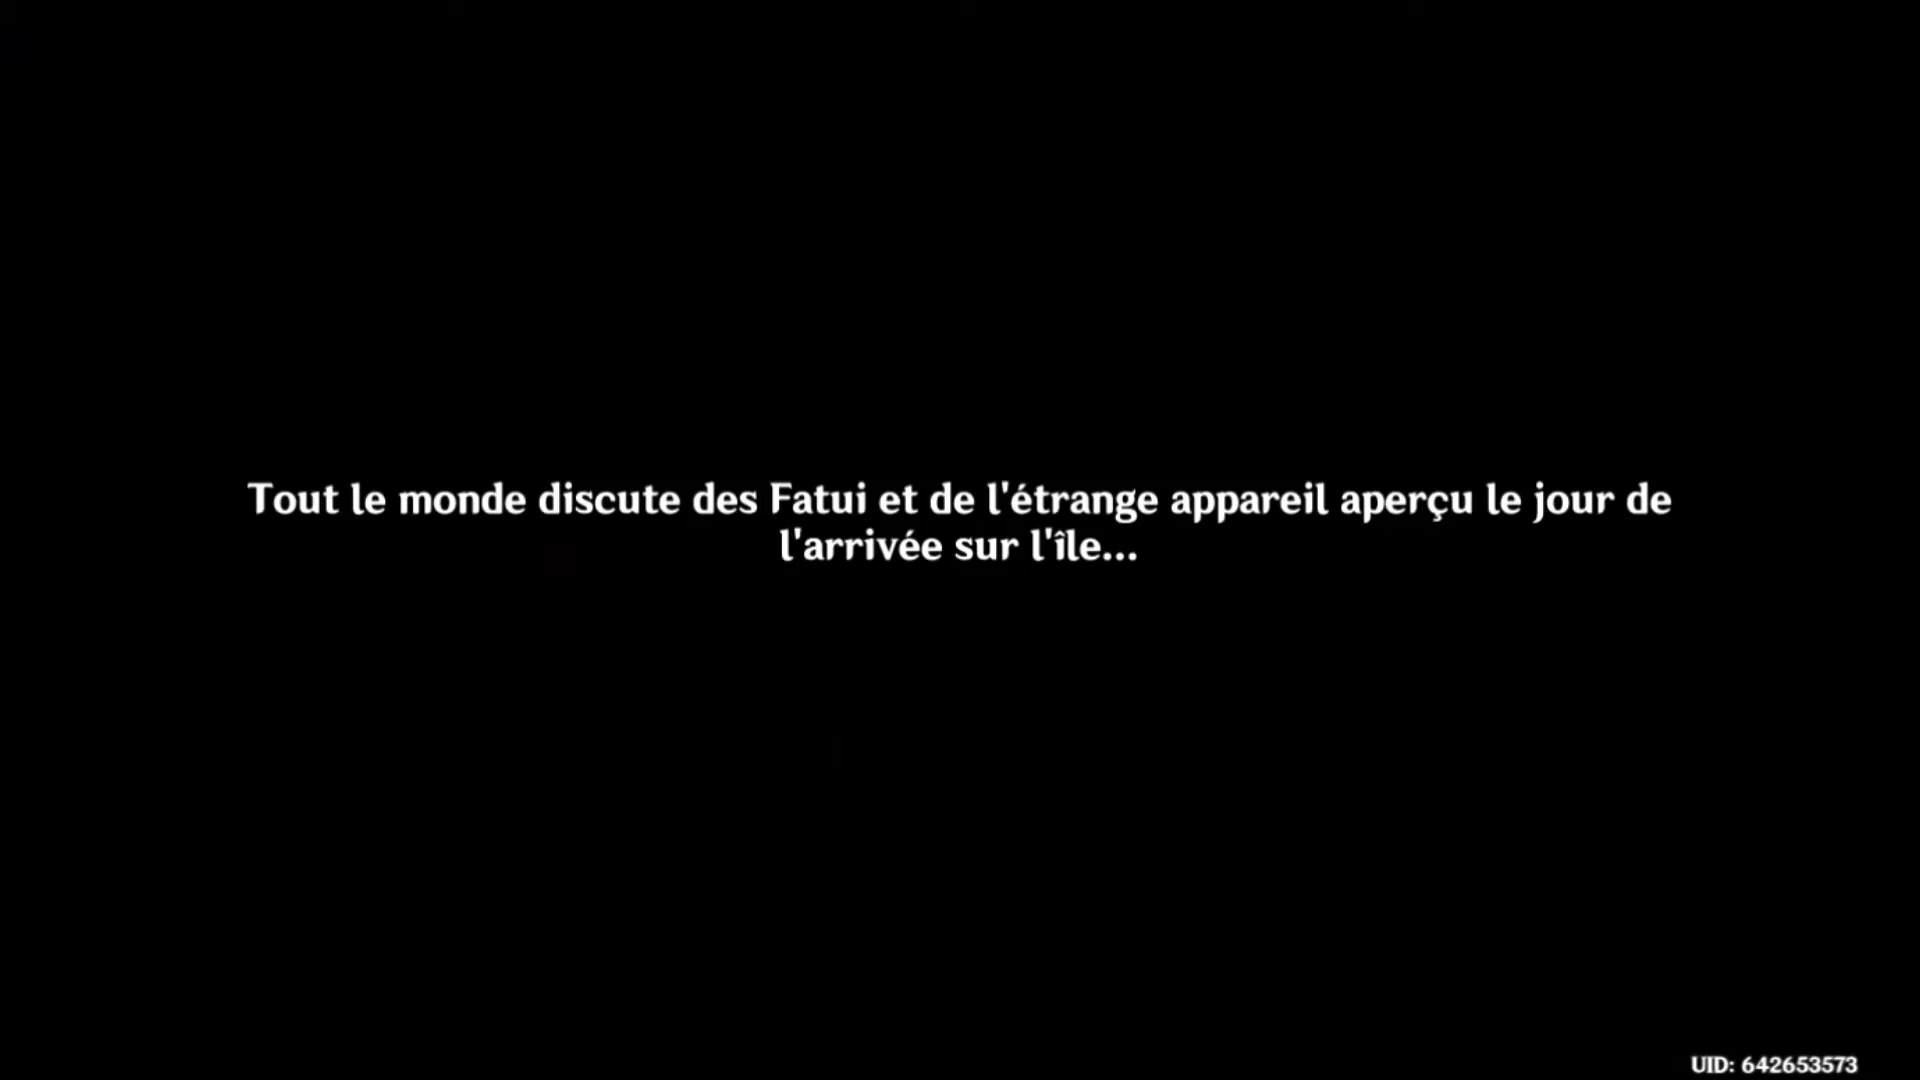 Tout le monde discute des Fatui et de l'étrange appareil aperçu le jour de
l'arrivée sur l'île...
UID: 642653573